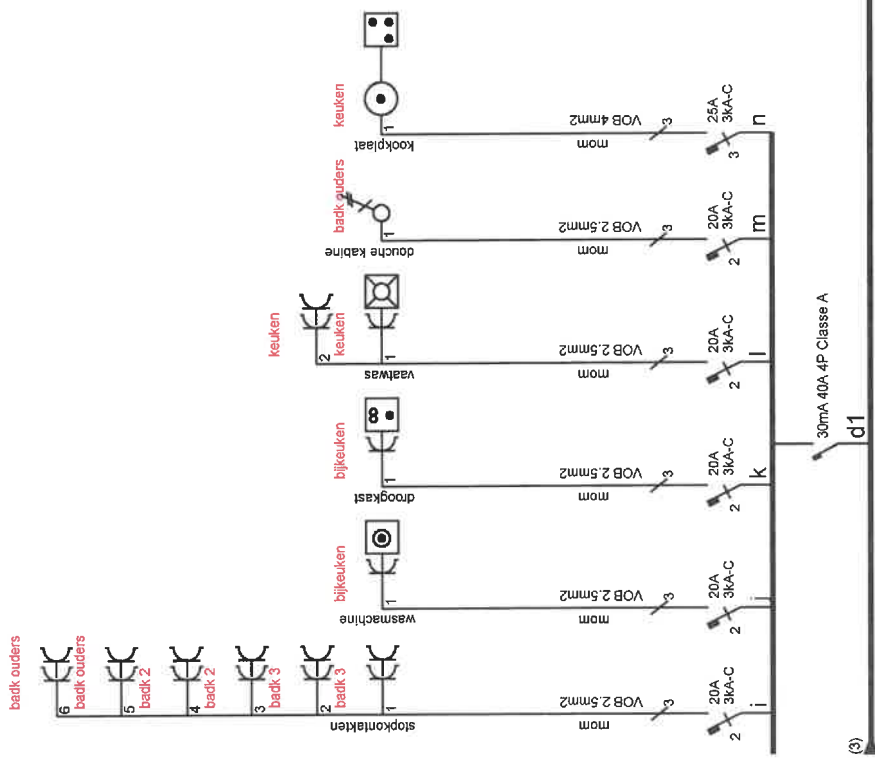 badk ouders
6
badk ouders
5
badk 2
4
badk 2
3
badk 3
2
badk 3
1
stopkontakten
mom
VOB 2.5mm2
3
20A
3kA-C
2
i
bijkeuken
1
wasmachine
mom
VOB 2.5mm2
3
20A
3kA-C
2
j
bijkeuken
1
droogkast
mom
VOB 2.5mm2
3
20A
3kA-C
2
k
keuken
2
keuken
1
vaatwas
mom
VOB 2.5mm2
3
20A
3kA-C
2
l
badk ouders
1
douche kabine
mom
VOB 2.5mm2
3
20A
3kA-C
2
m
keuken
1
kookplaat
mom
VOB 4mm2
3
25A
3kA-C
3
n
30mA 40A 4P Classe A
d1
(3)